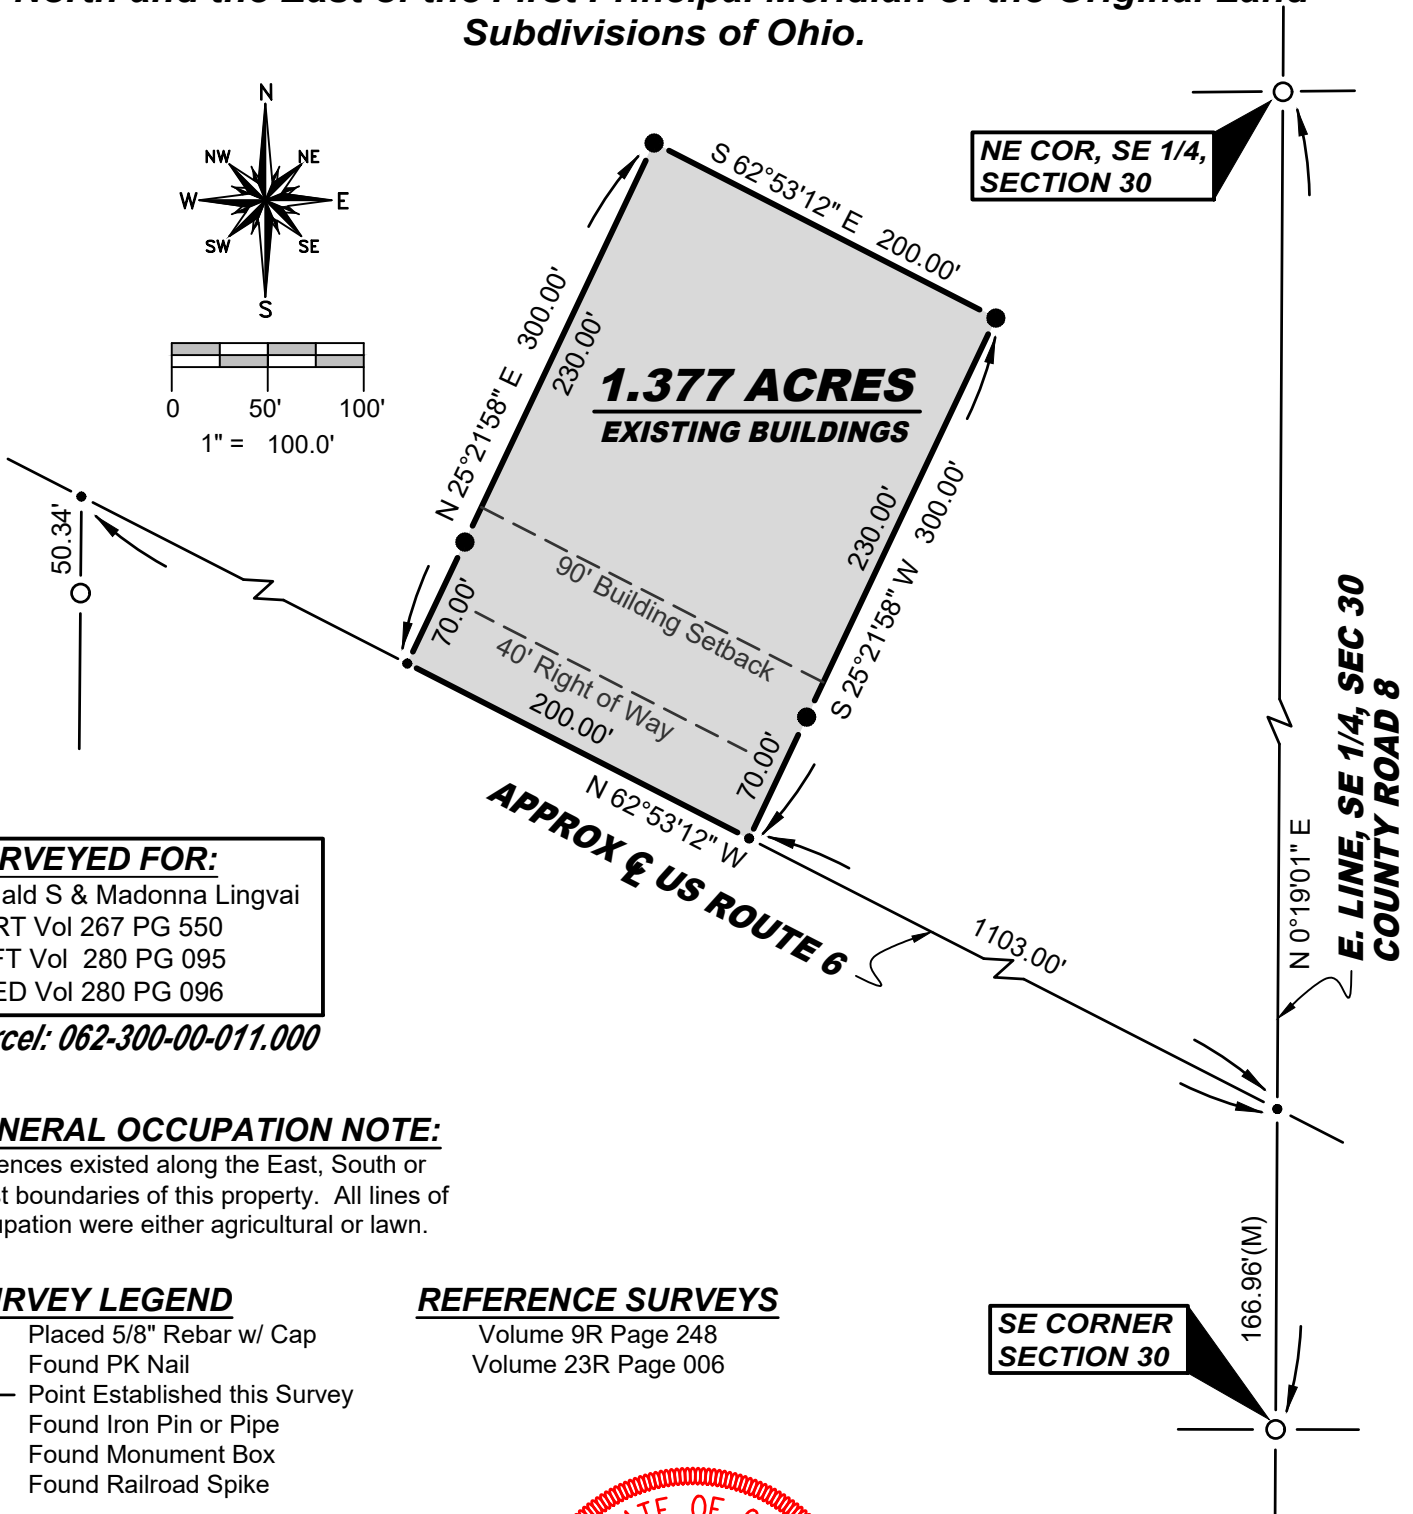 Subdivisions of Ohio.
N
NW NE
W E
SW SE
S
0 50' 100'
1" = 100.0'
NE COR, SE 1/4,
SECTION 30
S 62°53'12" E 200.00'
N 25°21'58" E 300.00'
230.00'
1.377 ACRES
EXISTING BUILDINGS
230.00'
S 25°21'58" W 300.00'
90' Building Setback
40' Right of Way
70.00'
200.00'
70.00'
N 62°53'12" W
50.34'
APPROX ℄ US ROUTE 6
1103.00'
N 0°19'01" E
E. LINE, SE 1/4, SEC 30
COUNTY ROAD 8
RVEYED FOR:
ald S & Madonna Lingvai
RT Vol 267 PG 550
FT Vol 280 PG 095
ED Vol 280 PG 096
rcel: 062-300-00-011.000
NERAL OCCUPATION NOTE:
ences existed along the East, South or
st boundaries of this property. All lines of
upation were either agricultural or lawn.
RVEY LEGEND
Placed 5/8" Rebar w/ Cap
Found PK Nail
Point Established this Survey
Found Iron Pin or Pipe
Found Monument Box
Found Railroad Spike
REFERENCE SURVEYS
Volume 9R Page 248
Volume 23R Page 006
166.96'(M)
SE CORNER
SECTION 30
OF